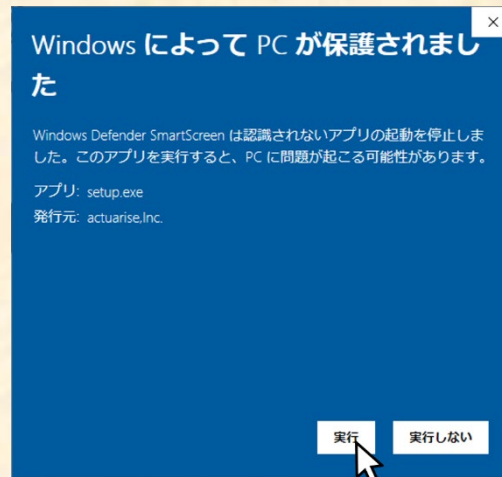 Windows によって PC が保護されまし
た
Windows Defender SmartScreen は認識されないアプリの起動を停止しま
した。このアプリを実行すると、PC に問題が起こる可能性があります。
アプリ: setup.exe
発行元: actuarise,Inc.
実行 実行しない